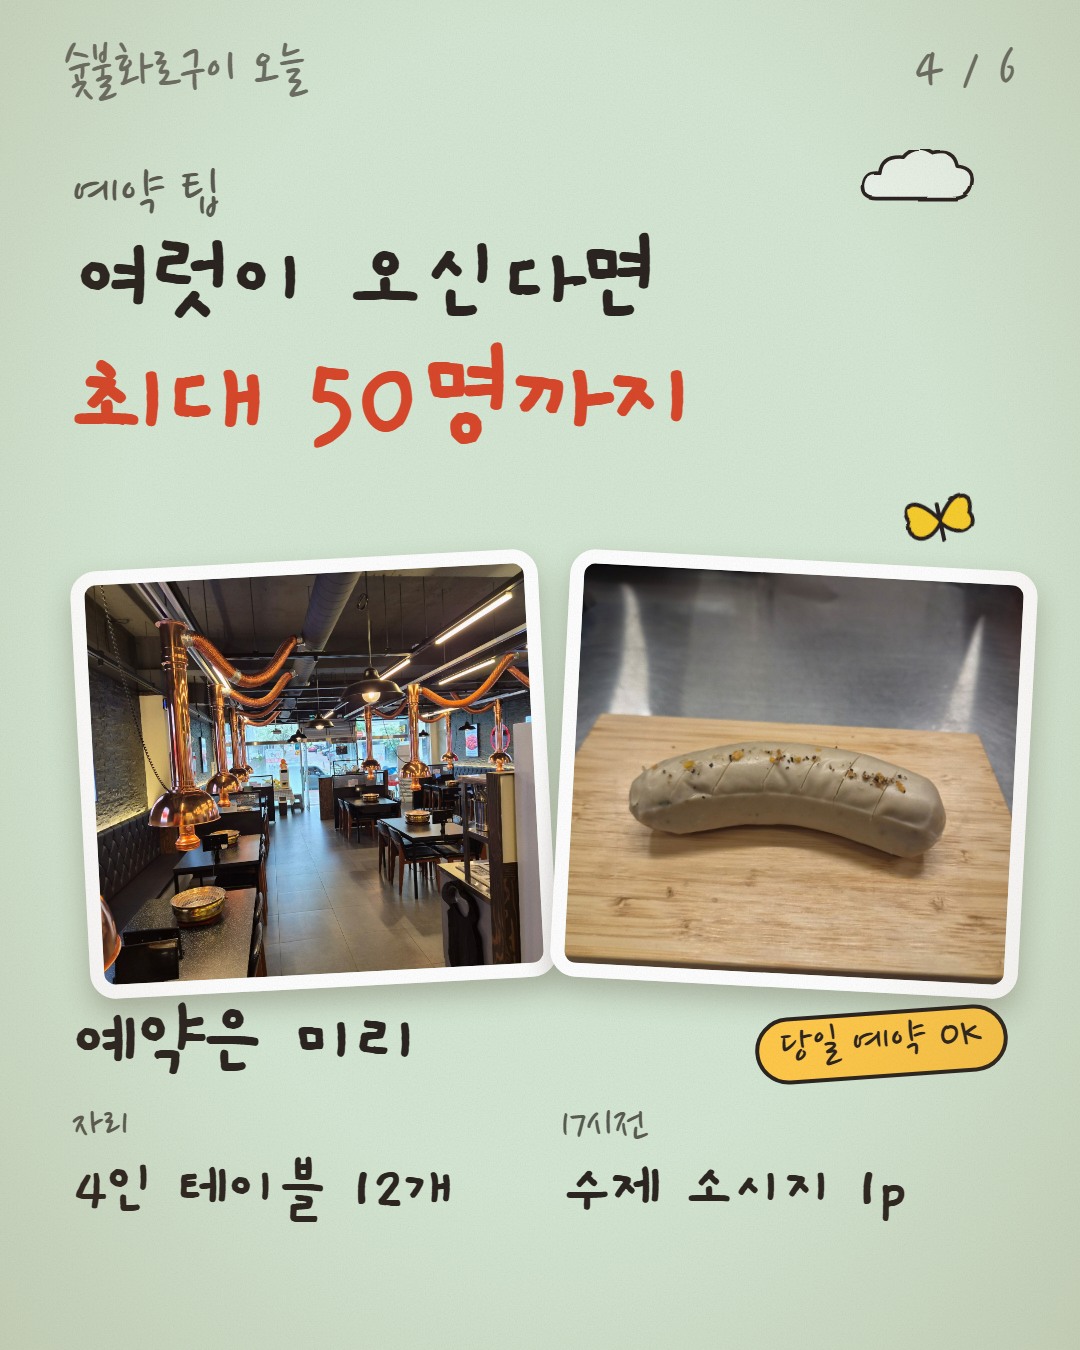 숯불화로구이 오늘
4 / 6
예약 팁
여럿이 오신다면
최대 50명까지
예약은 미리
당일 예약 OK
자리
17시전
4인 테이블 12개
수제 소시지 1p